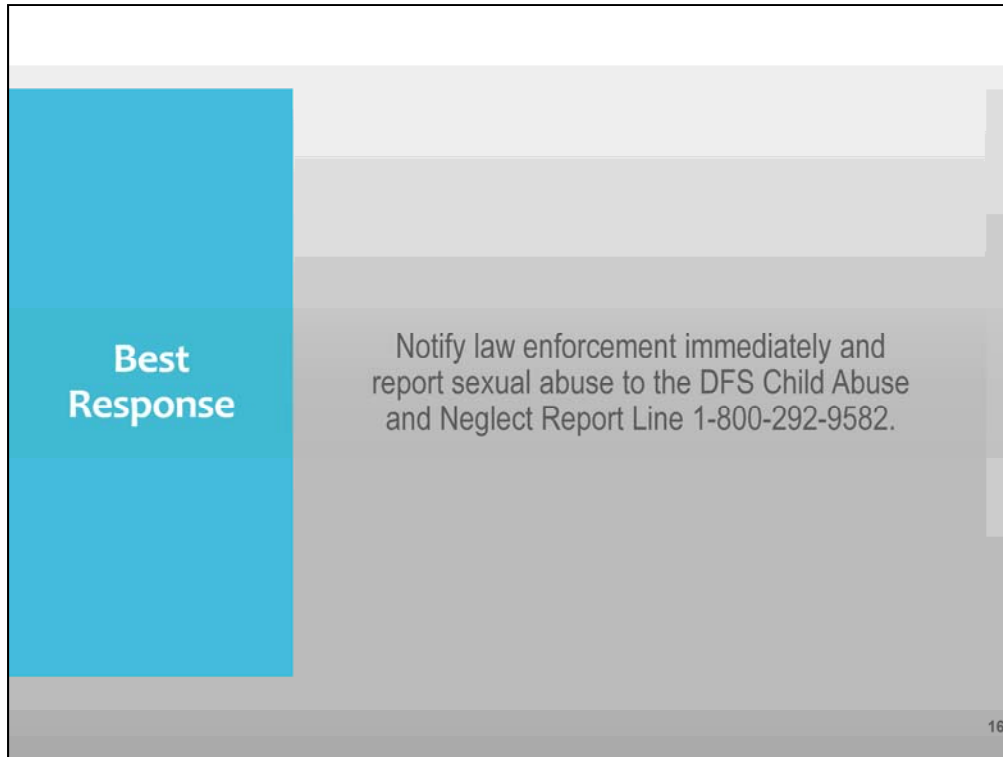 Best
Response
Notify law enforcement immediately and
report sexual abuse to the DFS Child Abuse
and Neglect Report Line 1-800-292-9582.
16